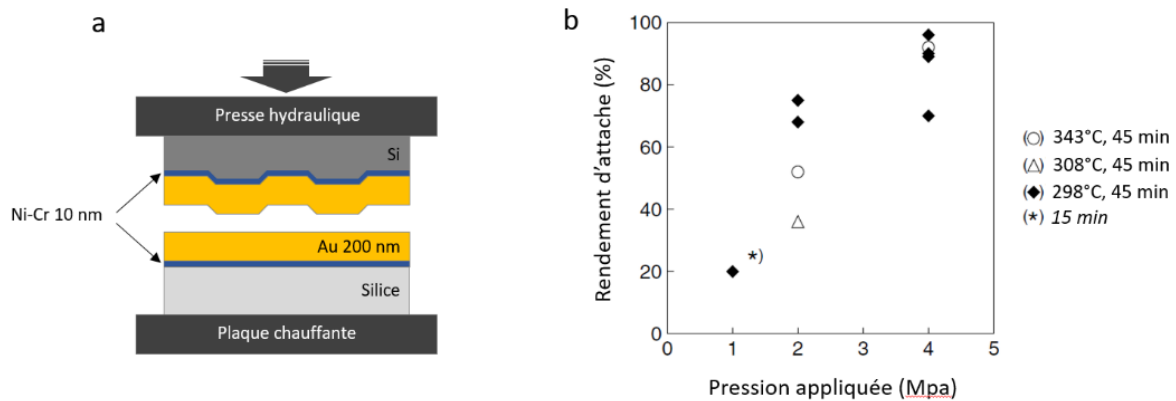 a
Presse hydraulique
Si
Ni-Cr 10 nm
Au 200 nm
Silice
Plaque chauffante
b
Rendement d'attache (%)
100
80
60
40
20
0
*)
0 1 2 3 4 5
Pression appliquée (Mpa)
(○) 343°C, 45 min
(△) 308°C, 45 min
(◆) 298°C, 45 min
(*) 15 min